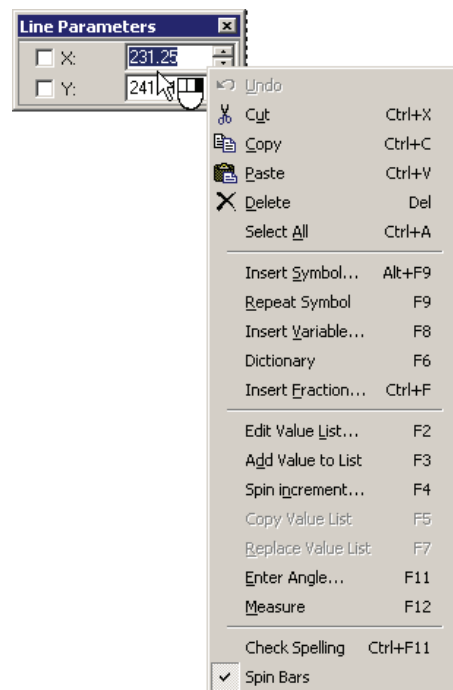 Line Parameters
X: 231.25
Y: 241
Undo
Cut Ctrl+X
Copy Ctrl+C
Paste Ctrl+V
Delete Del
Select All Ctrl+A
Insert Symbol... Alt+F9
Repeat Symbol F9
Insert Variable... F8
Dictionary F6
Insert Fraction... Ctrl+F
Edit Value List... F2
Add Value to List F3
Spin increment... F4
Copy Value List F5
Replace Value List F7
Enter Angle... F11
Measure F12
Check Spelling Ctrl+F11
Spin Bars